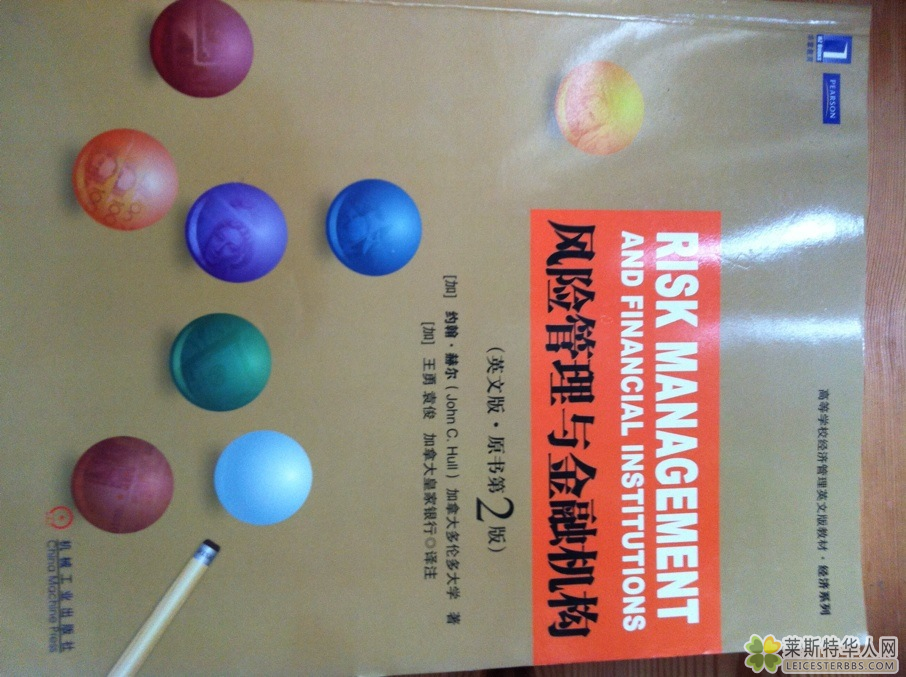 华章教育
PEARSON
高等学校经济管理英文版教材·经济系列
RISK MANAGEMENT
AND FINANCIAL INSTITUTIONS
风险管理与金融机构
(英文版·原书第2版)
[加] 约翰·赫尔(John C. Hull) 加拿大多伦多大学 著
[加] 王勇 袁俊 加拿大皇家银行◎译注
机械工业出版社
China Machine Press
莱斯特华人网
LEICESTERBBS.COM